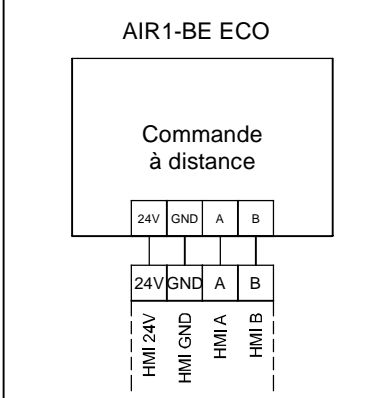 AIR1-BE ECO
Commande
à distance
24V GND A B
24V GND A B
HMI 24V
HMI GND
HMI A
HMI B